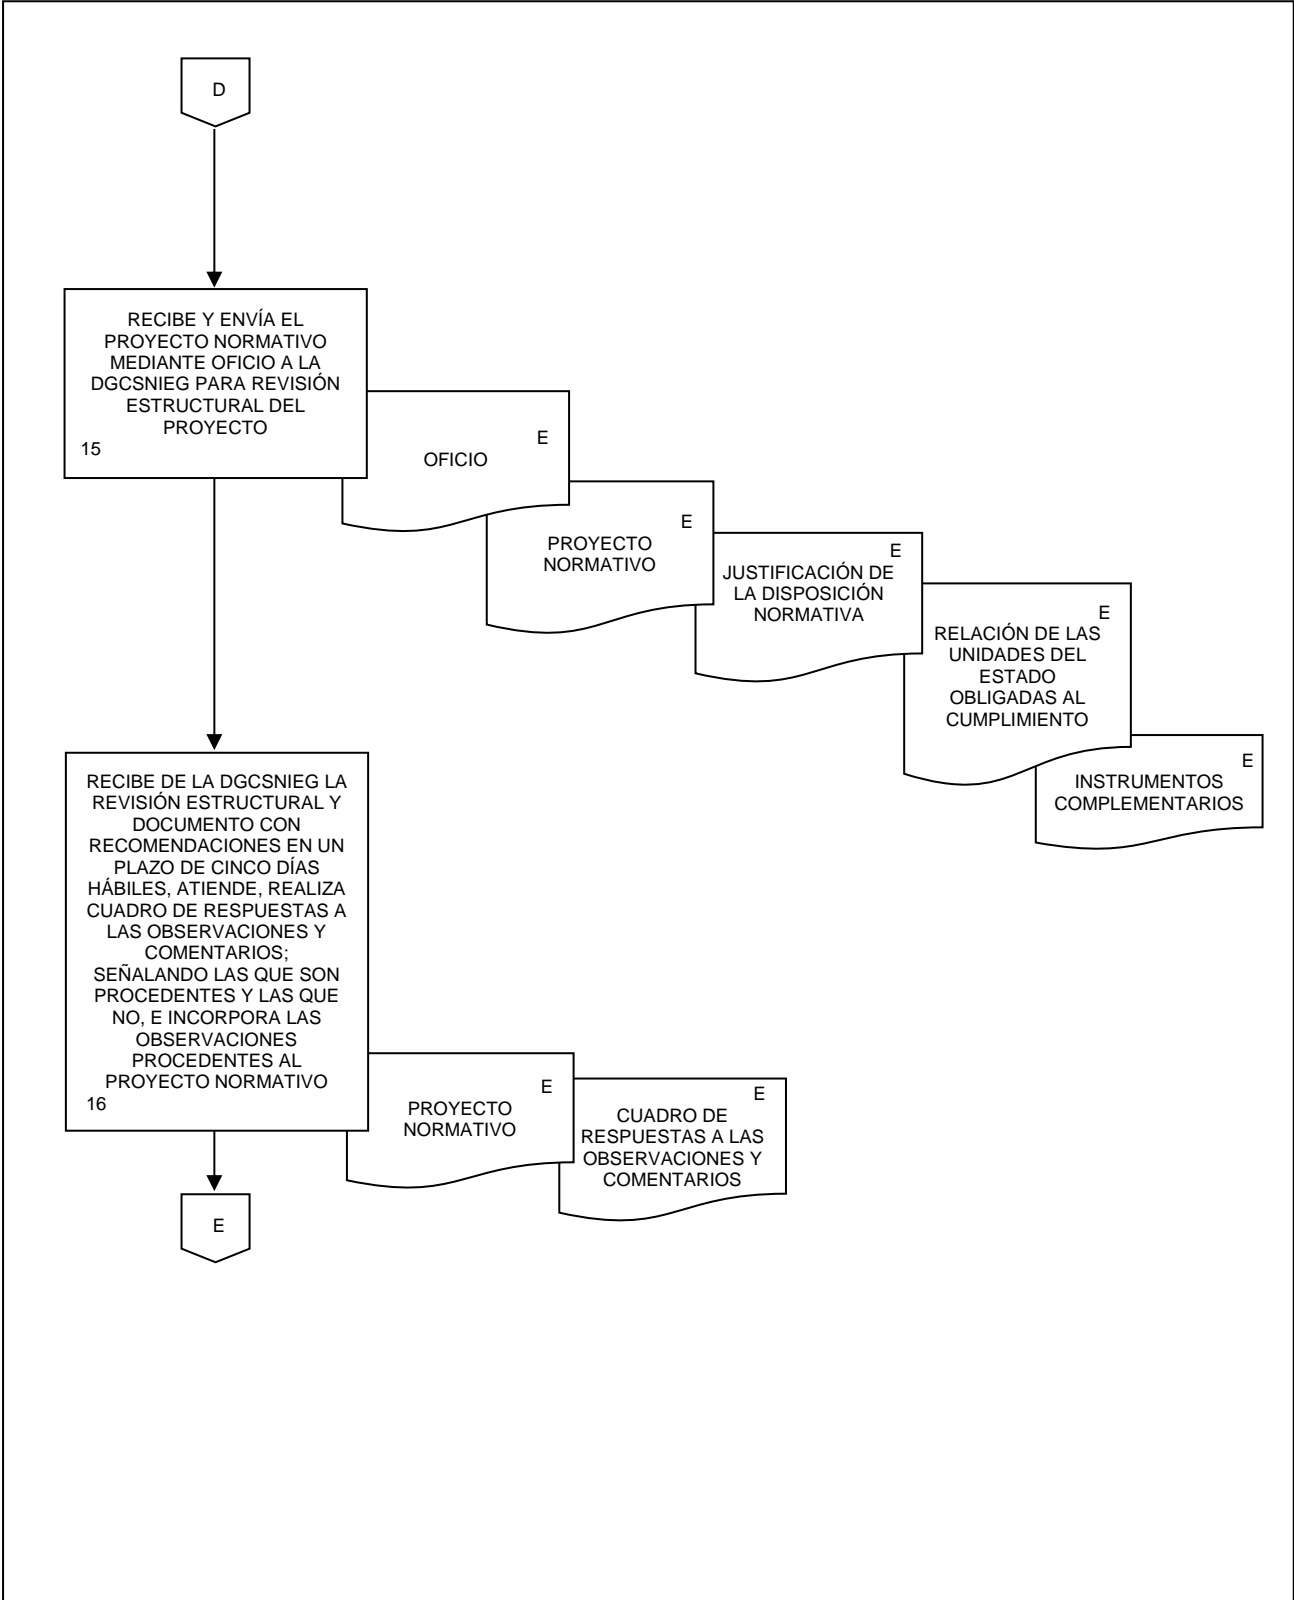 D
RECIBE Y ENVÍA EL
PROYECTO NORMATIVO
MEDIANTE OFICIO A LA
DGCSNIEG PARA REVISIÓN
ESTRUCTURAL DEL
PROYECTO
15
E
OFICIO
E
PROYECTO
NORMATIVO
E
JUSTIFICACIÓN DE
LA DISPOSICIÓN
NORMATIVA
E
RELACIÓN DE LAS
UNIDADES DEL
ESTADO
OBLIGADAS AL
CUMPLIMIENTO
E
INSTRUMENTOS
COMPLEMENTARIOS
RECIBE DE LA DGCSNIEG LA
REVISIÓN ESTRUCTURAL Y
DOCUMENTO CON
RECOMENDACIONES EN UN
PLAZO DE CINCO DÍAS
HÁBILES, ATIENDE, REALIZA
CUADRO DE RESPUESTAS A
LAS OBSERVACIONES Y
COMENTARIOS;
SEÑALANDO LAS QUE SON
PROCEDENTES Y LAS QUE
NO, E INCORPORA LAS
OBSERVACIONES
PROCEDENTES AL
PROYECTO NORMATIVO
16
E
PROYECTO
NORMATIVO
E
CUADRO DE
RESPUESTAS A LAS
OBSERVACIONES Y
COMENTARIOS
E